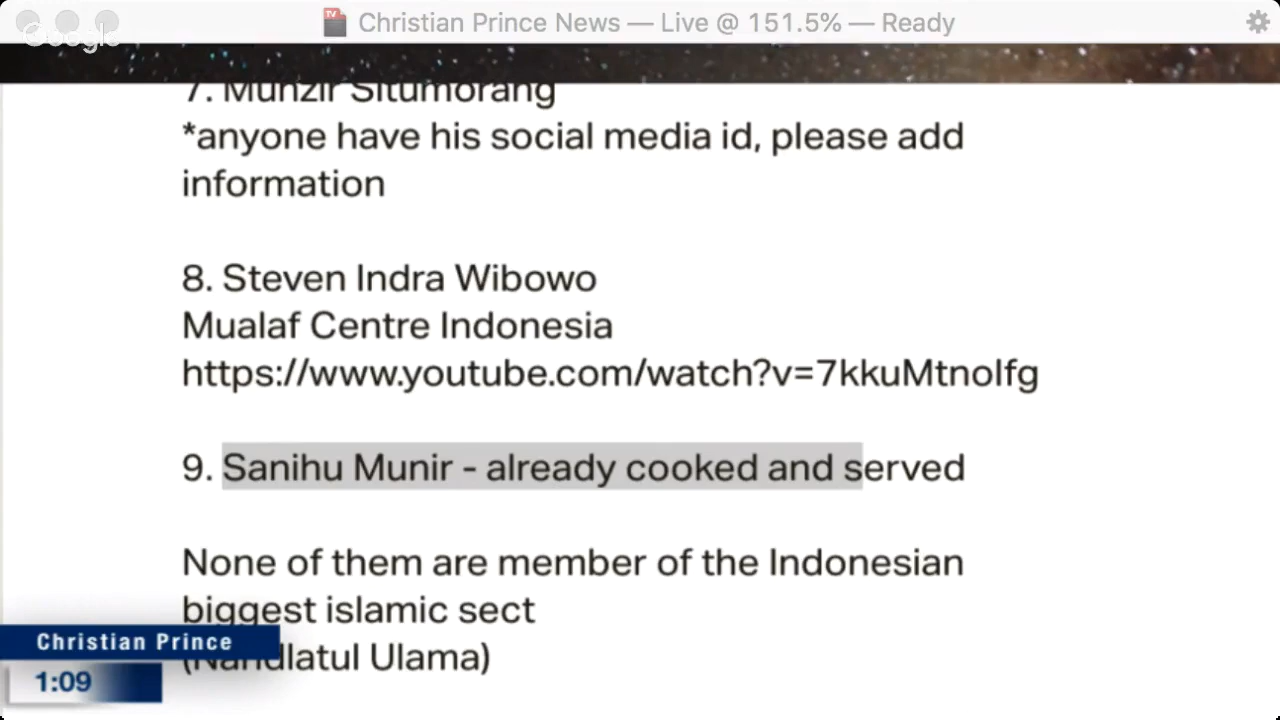 Christian Prince News — Live @ 151.5% — Ready
Google
7. Munzir Situmorang
*anyone have his social media id, please add
information
8. Steven Indra Wibowo
Mualaf Centre Indonesia
https://www.youtube.com/watch?v=7kkuMtnolfg
9. Sanihu Munir - already cooked and served
None of them are member of the Indonesian
biggest islamic sect
(Nahdlatul Ulama)
Christian Prince
1:09